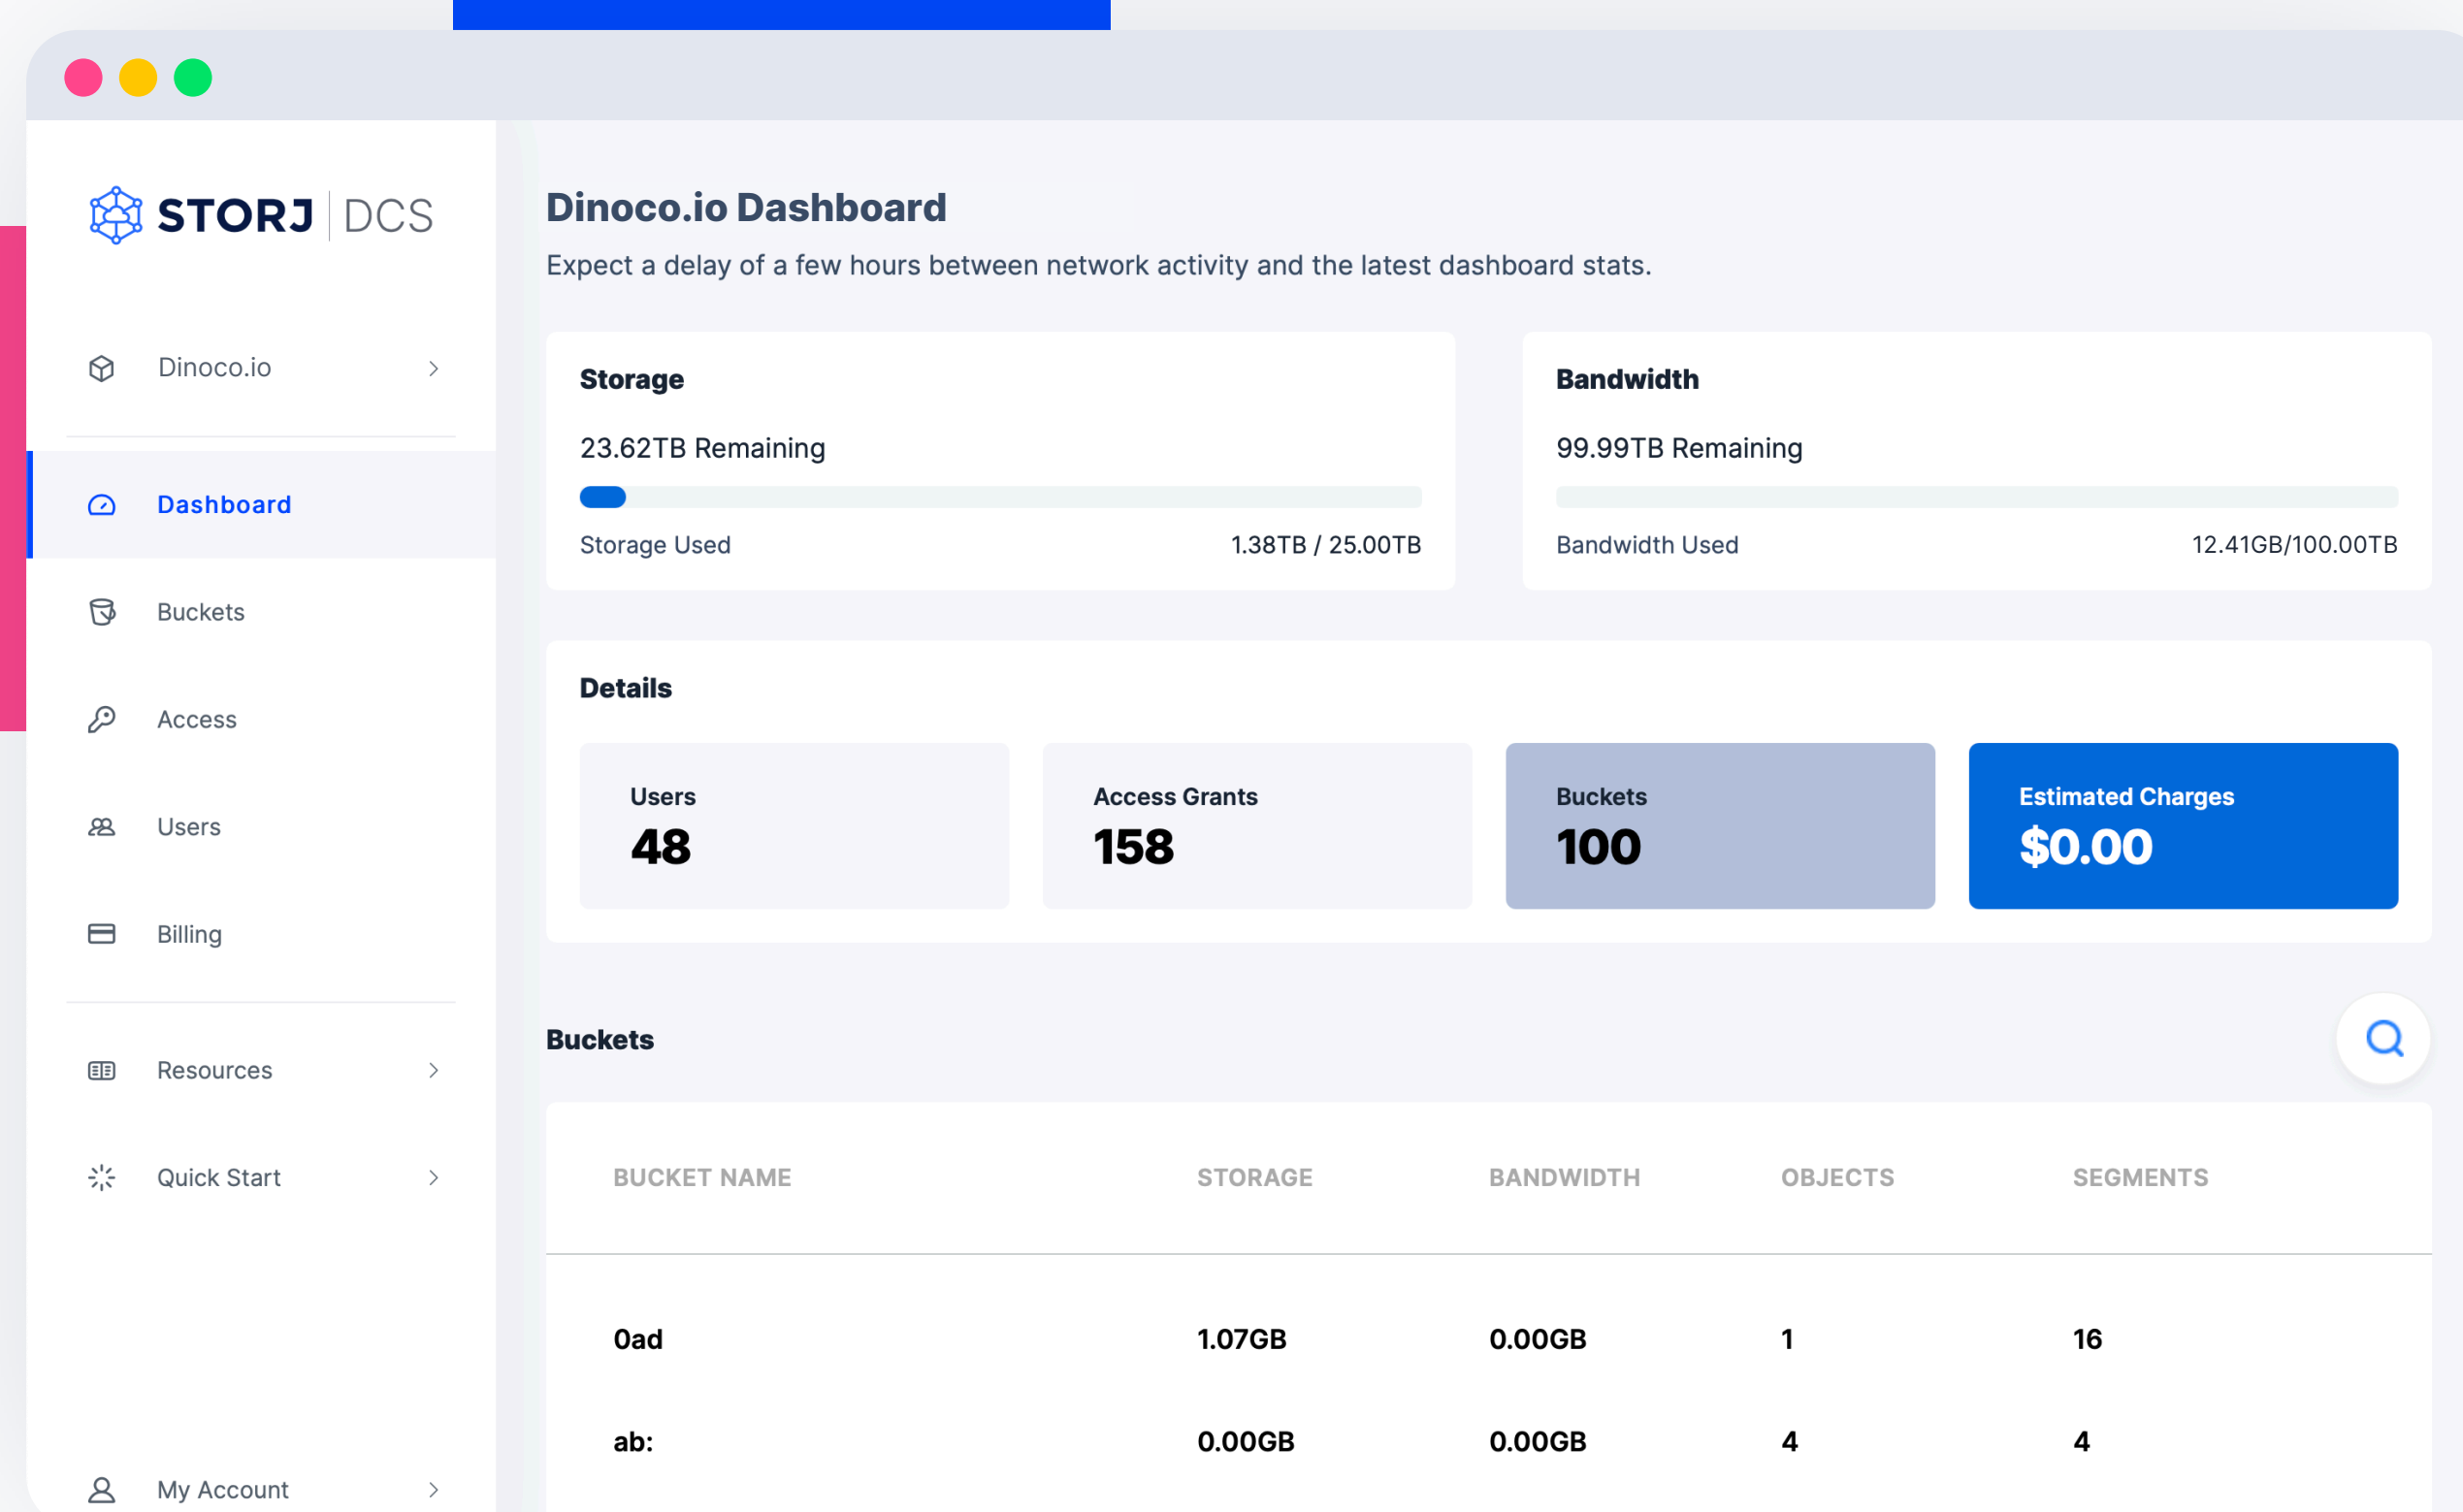 STORJ | DCS
Dinoco.io
Dashboard
Buckets
Access
Users
Billing
Resources
Quick Start
My Account
Dinoco.io Dashboard
Expect a delay of a few hours between network activity and the latest dashboard stats.
Storage
23.62TB Remaining
Storage Used 1.38TB / 25.00TB
Bandwidth
99.99TB Remaining
Bandwidth Used 12.41GB/100.00TB
Details
Users
48
Access Grants
158
Buckets
100
Estimated Charges
$0.00
Buckets
BUCKET NAME STORAGE BANDWIDTH OBJECTS SEGMENTS
0ad 1.07GB 0.00GB 1 16
ab: 0.00GB 0.00GB 4 4